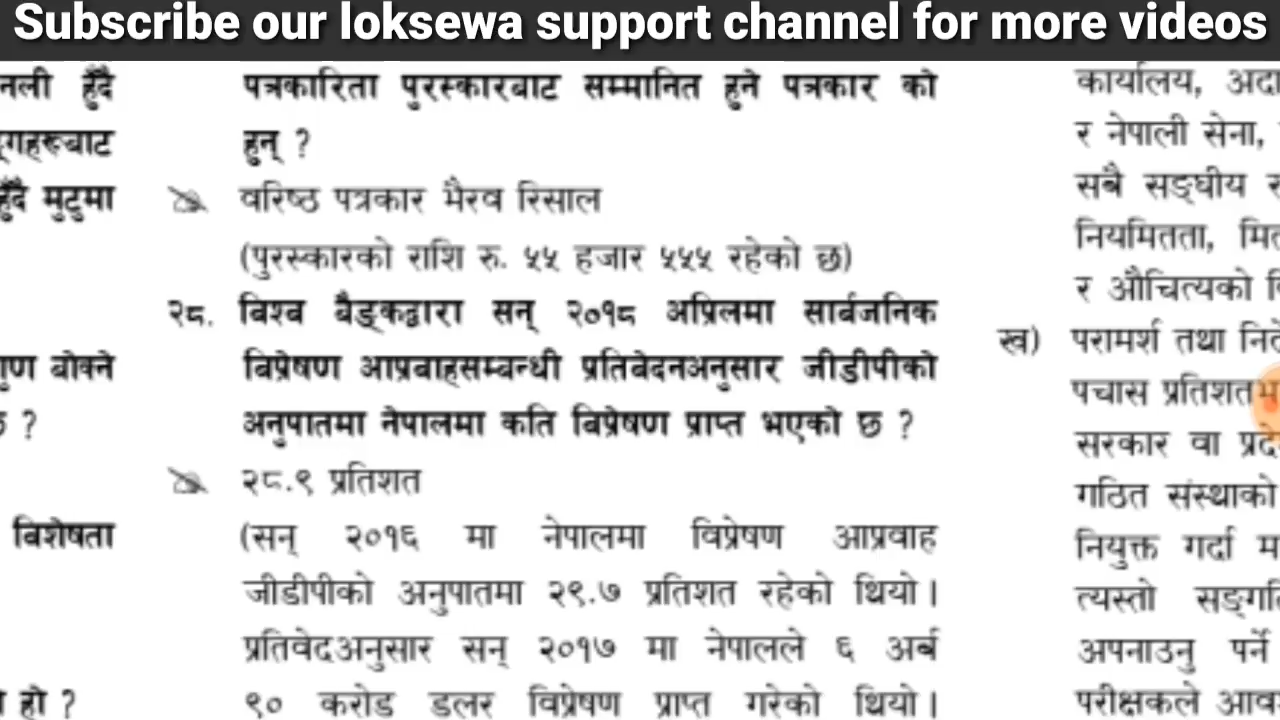 Subscribe our loksewa support channel for more videos
नली हुँदै
हुँदै मुटुमा
बोक्ने
?
बिशेषता
हो ?
पत्रकारिता पुरस्कारबाट सम्मानित हुने पत्रकार को
हुन् ?
वरिष्ठ पत्रकार भैरव रिसाल
(पुरस्कारको राशि रु. ५५ हजार ५५५ रहेको छ)
२८. बिश्ब बैङ्कद्वारा सन् २०१८ अप्रिलमा सार्बजनिक
बिप्रेषण आप्रबाहसम्बन्धी प्रतिबेदनअनुसार जीडीपीको
अनुपातमा नेपालमा कति बिप्रेषण प्राप्त भएको छ ?
२८.९ प्रतिशत
(सन् २०१६ मा नेपालमा विप्रेषण आप्रवाह
जीडीपीको अनुपातमा २९.७ प्रतिशत रहेको थियो।
प्रतिवेदअनुसार सन् २०१७ मा नेपालले ६ अर्ब
९० करोड डलर विप्रेषण प्राप्त गरेको थियो।
कार्यालय,
र नेपाली सेना,
सबै सङ्घीय
नियमितता,
र औचित्यको
ख) परामर्श तथा
पचास प्रतिशत
सरकार वा
गठित संस्थाको
नियुक्त गर्दा
त्यस्तो
अपनाउनु पर्ने
परीक्षकले